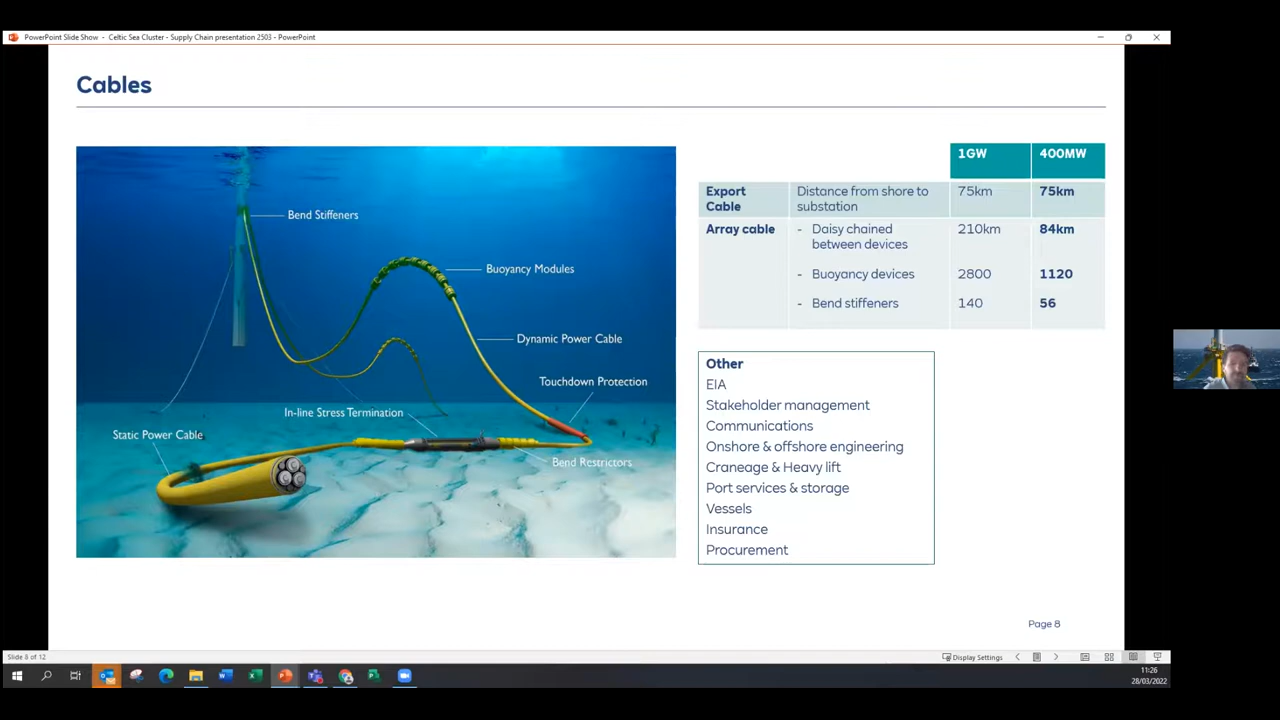 PowerPoint Slide Show - Celtic Sea Cluster - Supply Chain presentation 2503 - PowerPoint
Cables
Bend Stiffeners
Buoyancy Modules
Dynamic Power Cable
Touchdown Protection
In-line Stress Termination
Static Power Cable
Bend Restrictors
1GW 400MW
Export Cable Distance from shore to substation 75km 75km
Array cable - Daisy chained between devices 210km 84km
- Buoyancy devices 2800 1120
- Bend stiffeners 140 56
Other
EIA
Stakeholder management
Communications
Onshore & offshore engineering
Craneage & Heavy lift
Port services & storage
Vessels
Insurance
Procurement
Page 8
Slide 8 of 12
Display Settings
11:26
28/03/2022